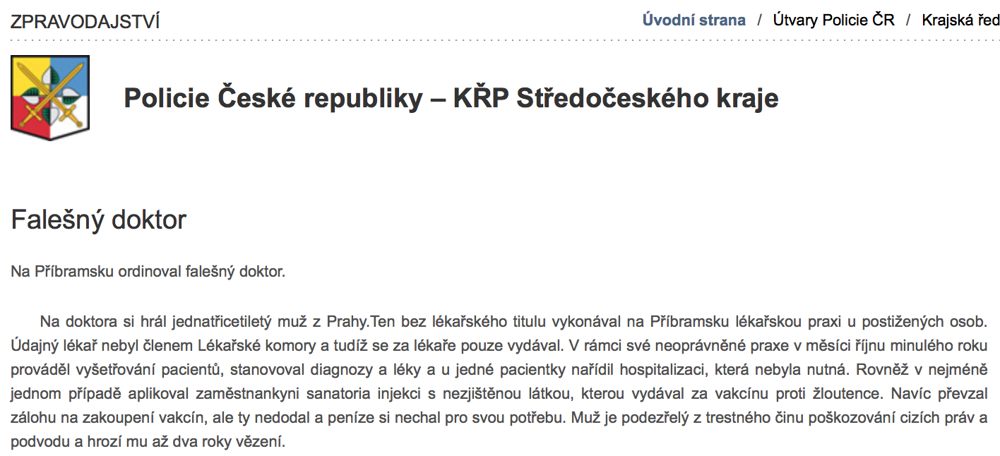 ZPRAVODAJSTVÍ
Úvodní strana / Útvary Policie ČR / Krajská řed
Policie České republiky – KŘP Středočeského kraje
Falešný doktor
Na Příbramsku ordinoval falešný doktor.
Na doktora si hrál jednatřicetiletý muž z Prahy.Ten bez lékařského titulu vykonával na Příbramsku lékařskou praxi u postižených osob.
Údajný lékař nebyl členem Lékařské komory a tudíž se za lékaře pouze vydával. V rámci své neoprávněné praxe v měsíci říjnu minulého roku
prováděl vyšetřování pacientů, stanovoval diagnozy a léky a u jedné pacientky nařídil hospitalizaci, která nebyla nutná. Rovněž v nejméně
jednom případě aplikoval zaměstnankyni sanatoria injekci s nezjištěnou látkou, kterou vydával za vakcínu proti žloutence. Navíc převzal
zálohu na zakoupení vakcín, ale ty nedodal a peníze si nechal pro svou potřebu. Muž je podezřelý z trestného činu poškozování cizích práv a
podvodu a hrozí mu až dva roky vězení.